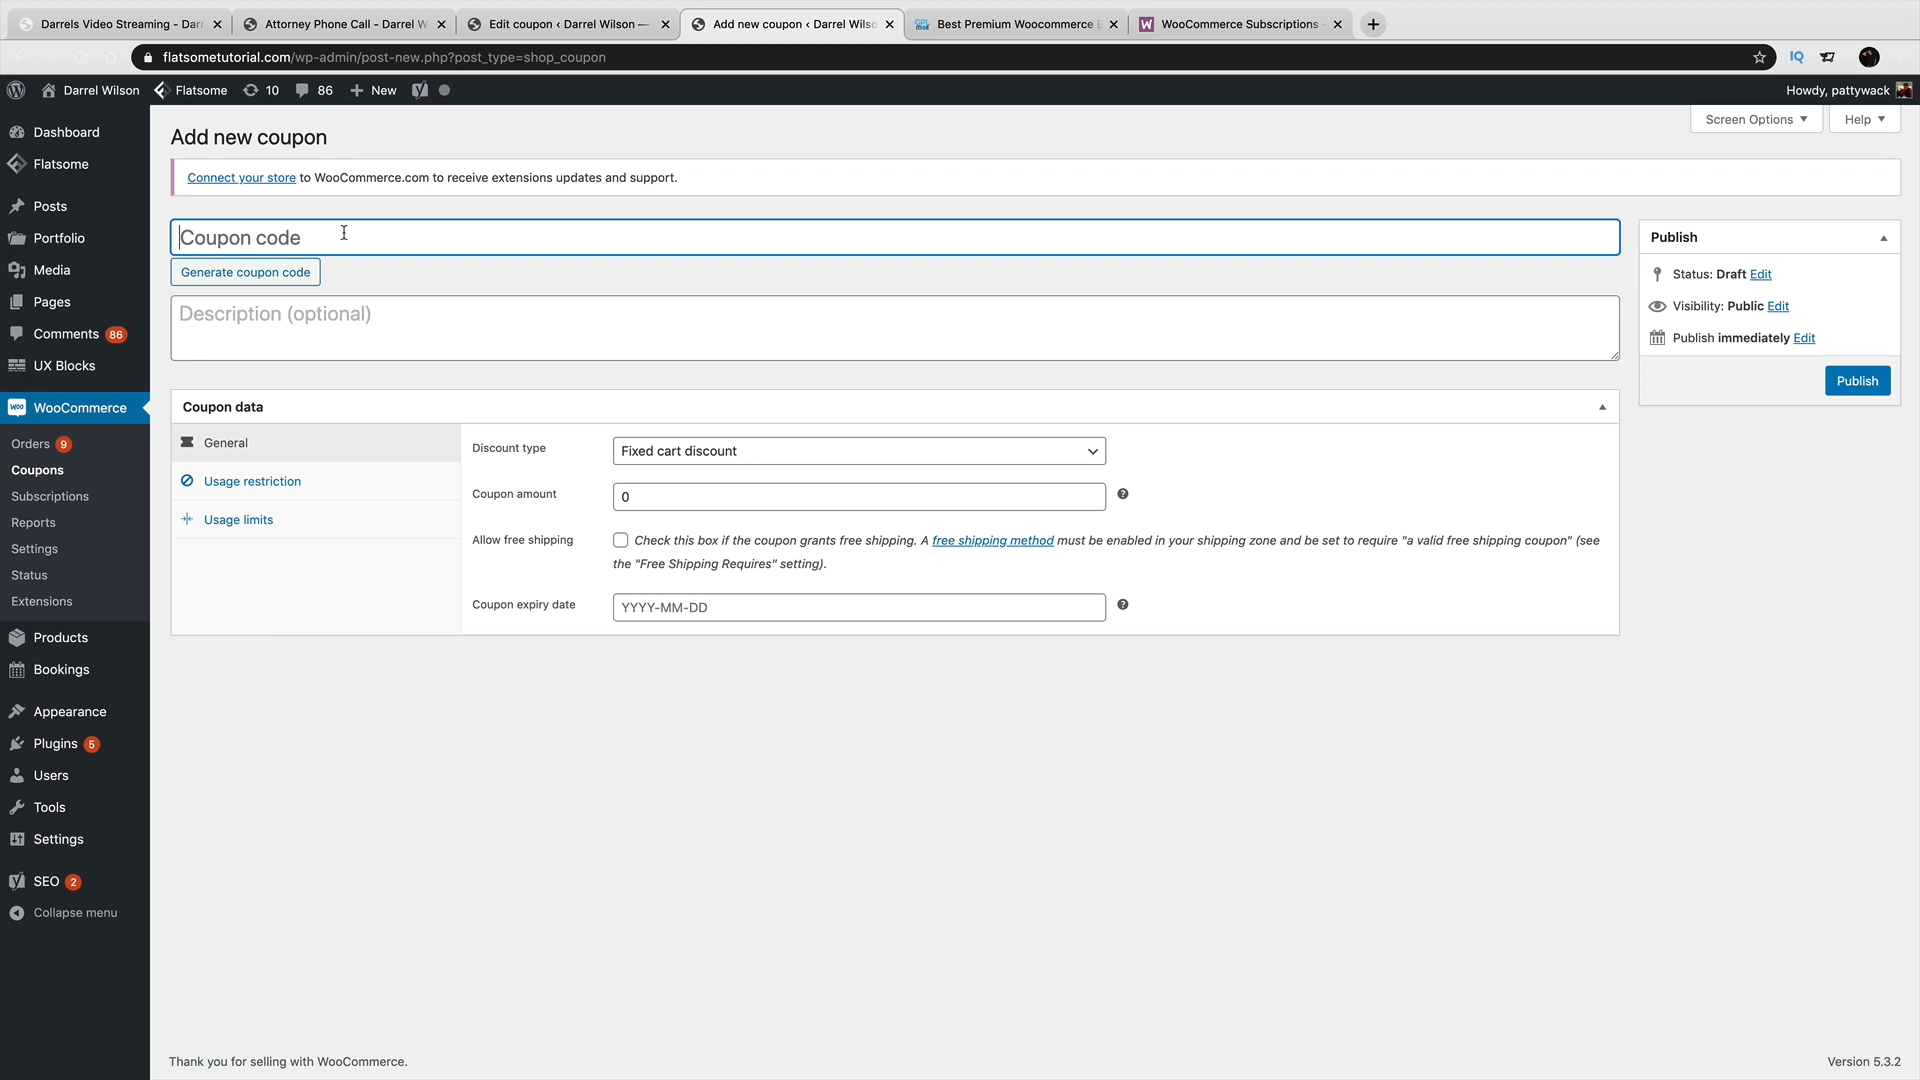 Darrels Video Streaming - Darr
Attorney Phone Call - Darrel W
Edit coupon ‹ Darrel Wilson —
Add new coupon ‹ Darrel Wilso
Best Premium Woocommerce E
WooCommerce Subscriptions -
flatsometutorial.com/wp-admin/post-new.php?post_type=shop_coupon
IQ
Darrel Wilson
Flatsome
10
86
New
Howdy, pattywack
Dashboard
Flatsome
Posts
Portfolio
Media
Pages
Comments 86
UX Blocks
WooCommerce
Orders 9
Coupons
Subscriptions
Reports
Settings
Status
Extensions
Products
Bookings
Appearance
Plugins 5
Users
Tools
Settings
SEO 2
Collapse menu
Screen Options
Help
Add new coupon
Connect your store to WooCommerce.com to receive extensions updates and support.
Coupon code
Generate coupon code
Description (optional)
Coupon data
General
Usage restriction
Usage limits
Discount type
Fixed cart discount
Coupon amount
0
Allow free shipping
Check this box if the coupon grants free shipping. A free shipping method must be enabled in your shipping zone and be set to require "a valid free shipping coupon" (see
the "Free Shipping Requires" setting).
Coupon expiry date
YYYY-MM-DD
Publish
Status: Draft Edit
Visibility: Public Edit
Publish immediately Edit
Publish
Thank you for selling with WooCommerce.
Version 5.3.2